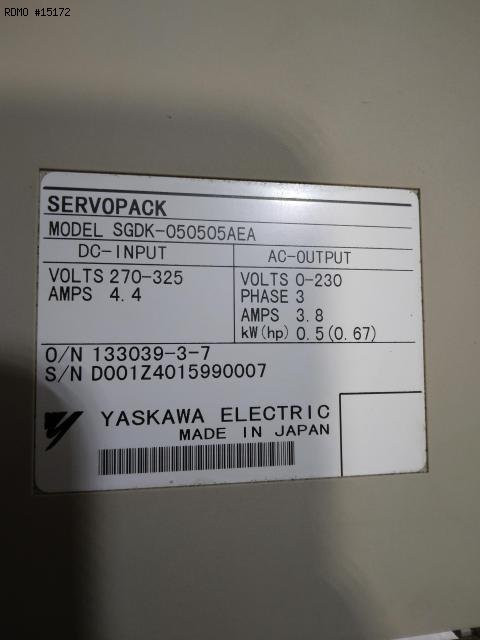 RDMO #15172
SERVOPACK
MODEL SGDK-050505AEA
DC-INPUT AC-OUTPUT
VOLTS 270-325 VOLTS 0-230
AMPS 4.4 PHASE 3
AMPS 3.8
kW(hp) 0.5(0.67)
O/N 133039-3-7
S/N D001Z4015990007
YASKAWA ELECTRIC
MADE IN JAPAN